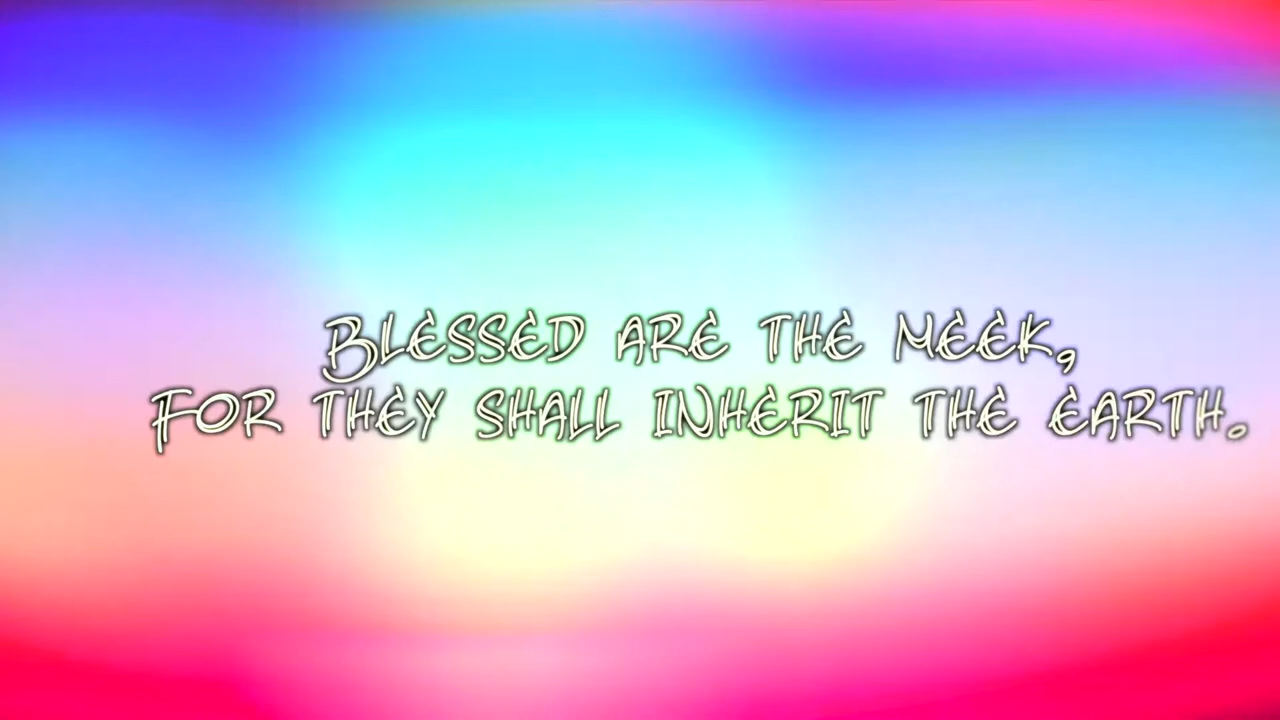 Blessed are the meek,
For they shall inherit the earth.